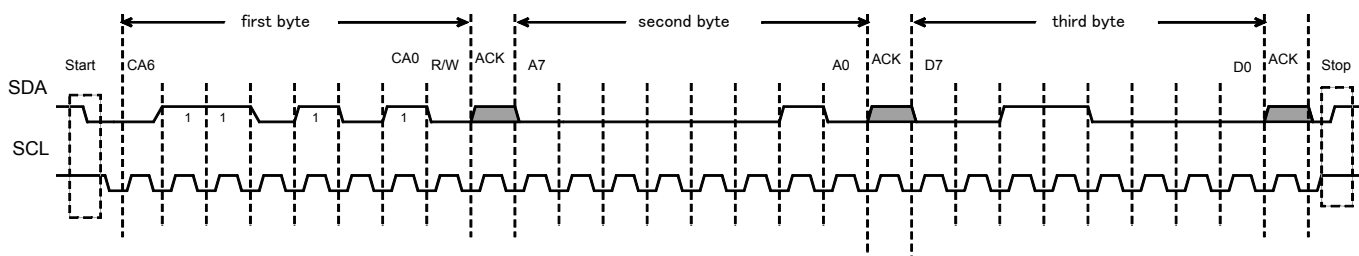 first byte second byte third byte
Start CA6 CA0 R/W ACK A7 A0 ACK D7 D0 ACK Stop
SDA
1 1 1 1
SCL